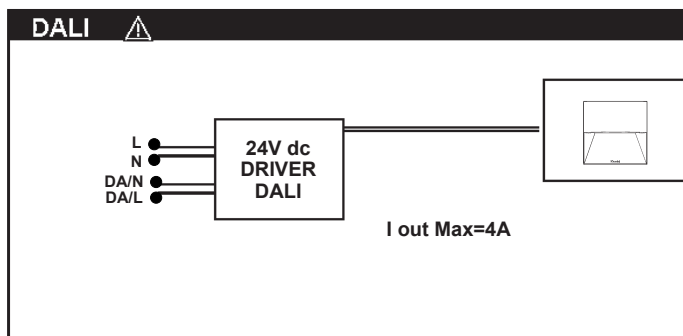 DALI
L
N
DA/N
DA/L
24V dc
DRIVER
DALI
I out Max=4A